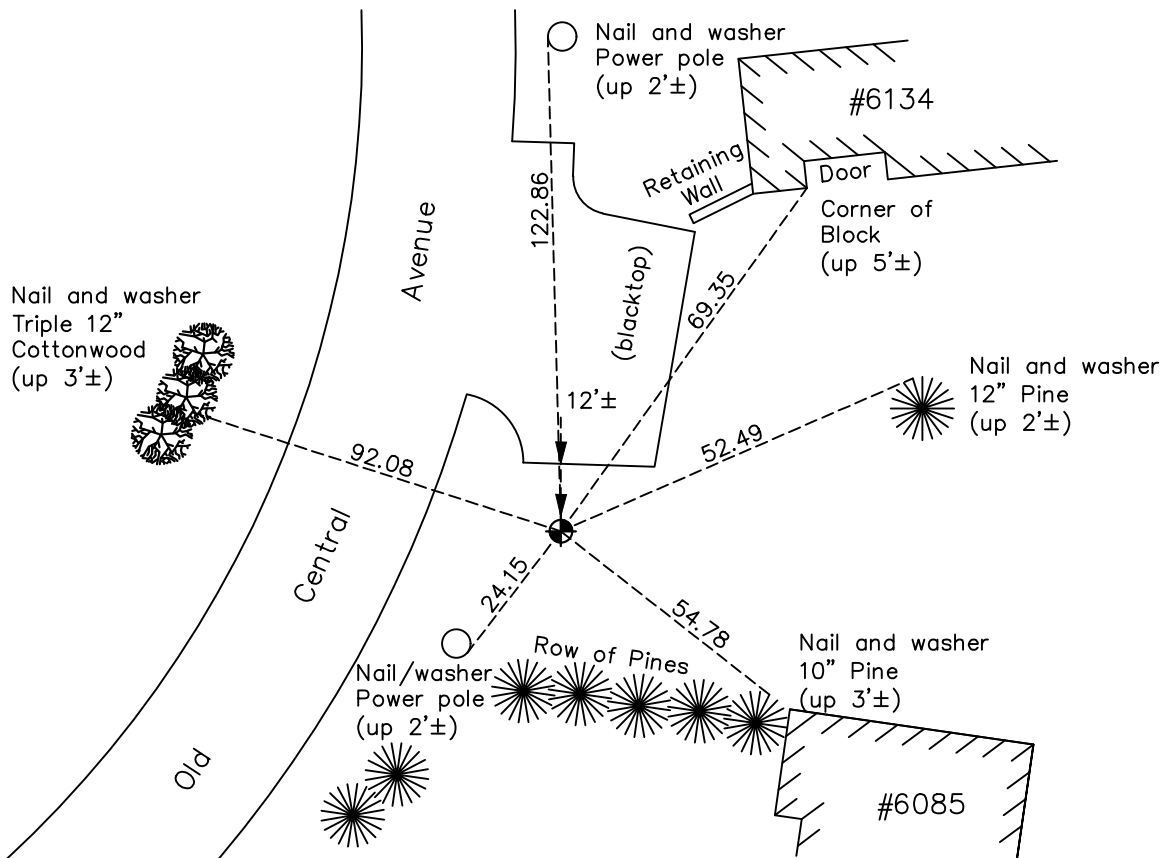 Nail and washer
Power pole
(up 2'±)
#6134
Retaining
Wall
Door
122.86
Corner of
Block
(up 5'±)
Avenue
(blacktop)
69.35
Nail and washer
Triple 12"
Cottonwood
(up 3'±)
Nail and washer
12" Pine
(up 2'±)
12'±
92.08
52.49
Central
24.15
54.78
Row of Pines
Nail and washer
10" Pine
(up 3'±)
Nail/washer
Power pole
(up 2'±)
Old
#6085